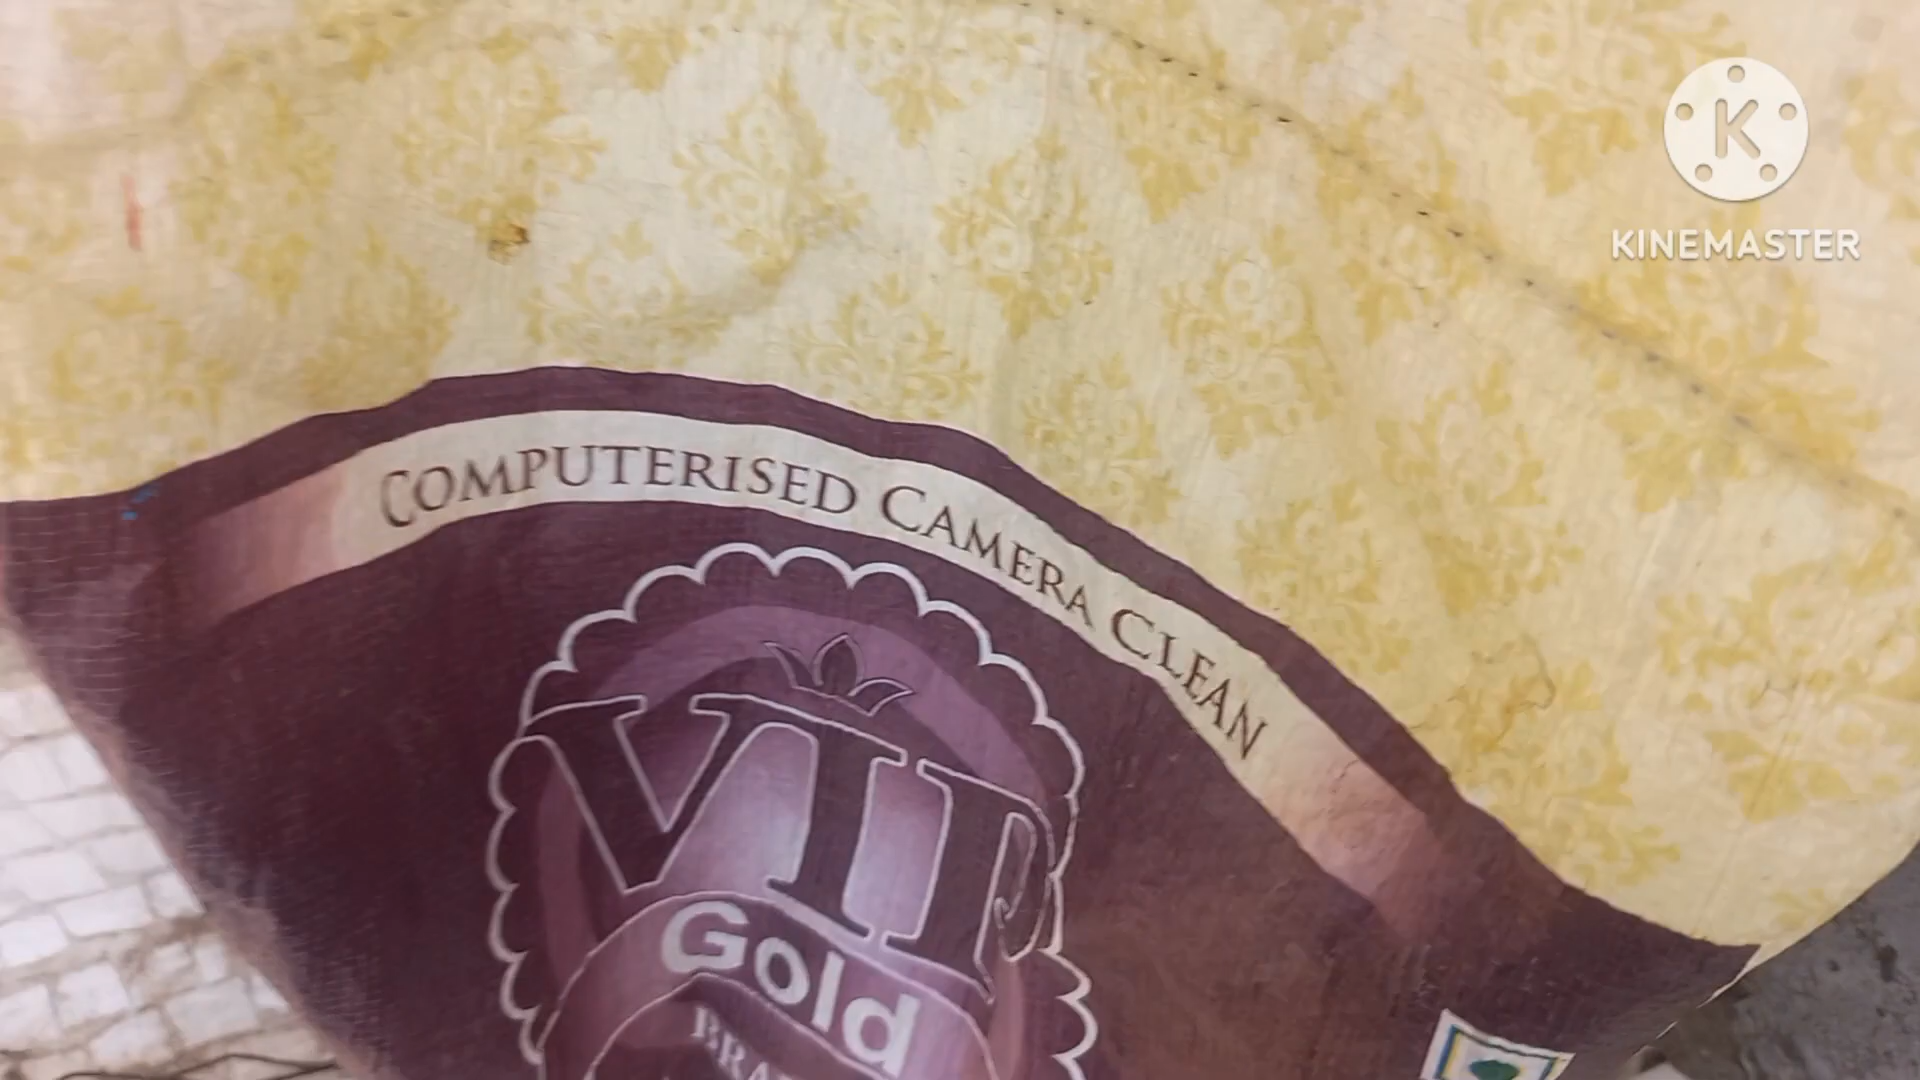 K
KINEMASTER
COMPUTERISED CAMERA CLEAN
VIP
Gold